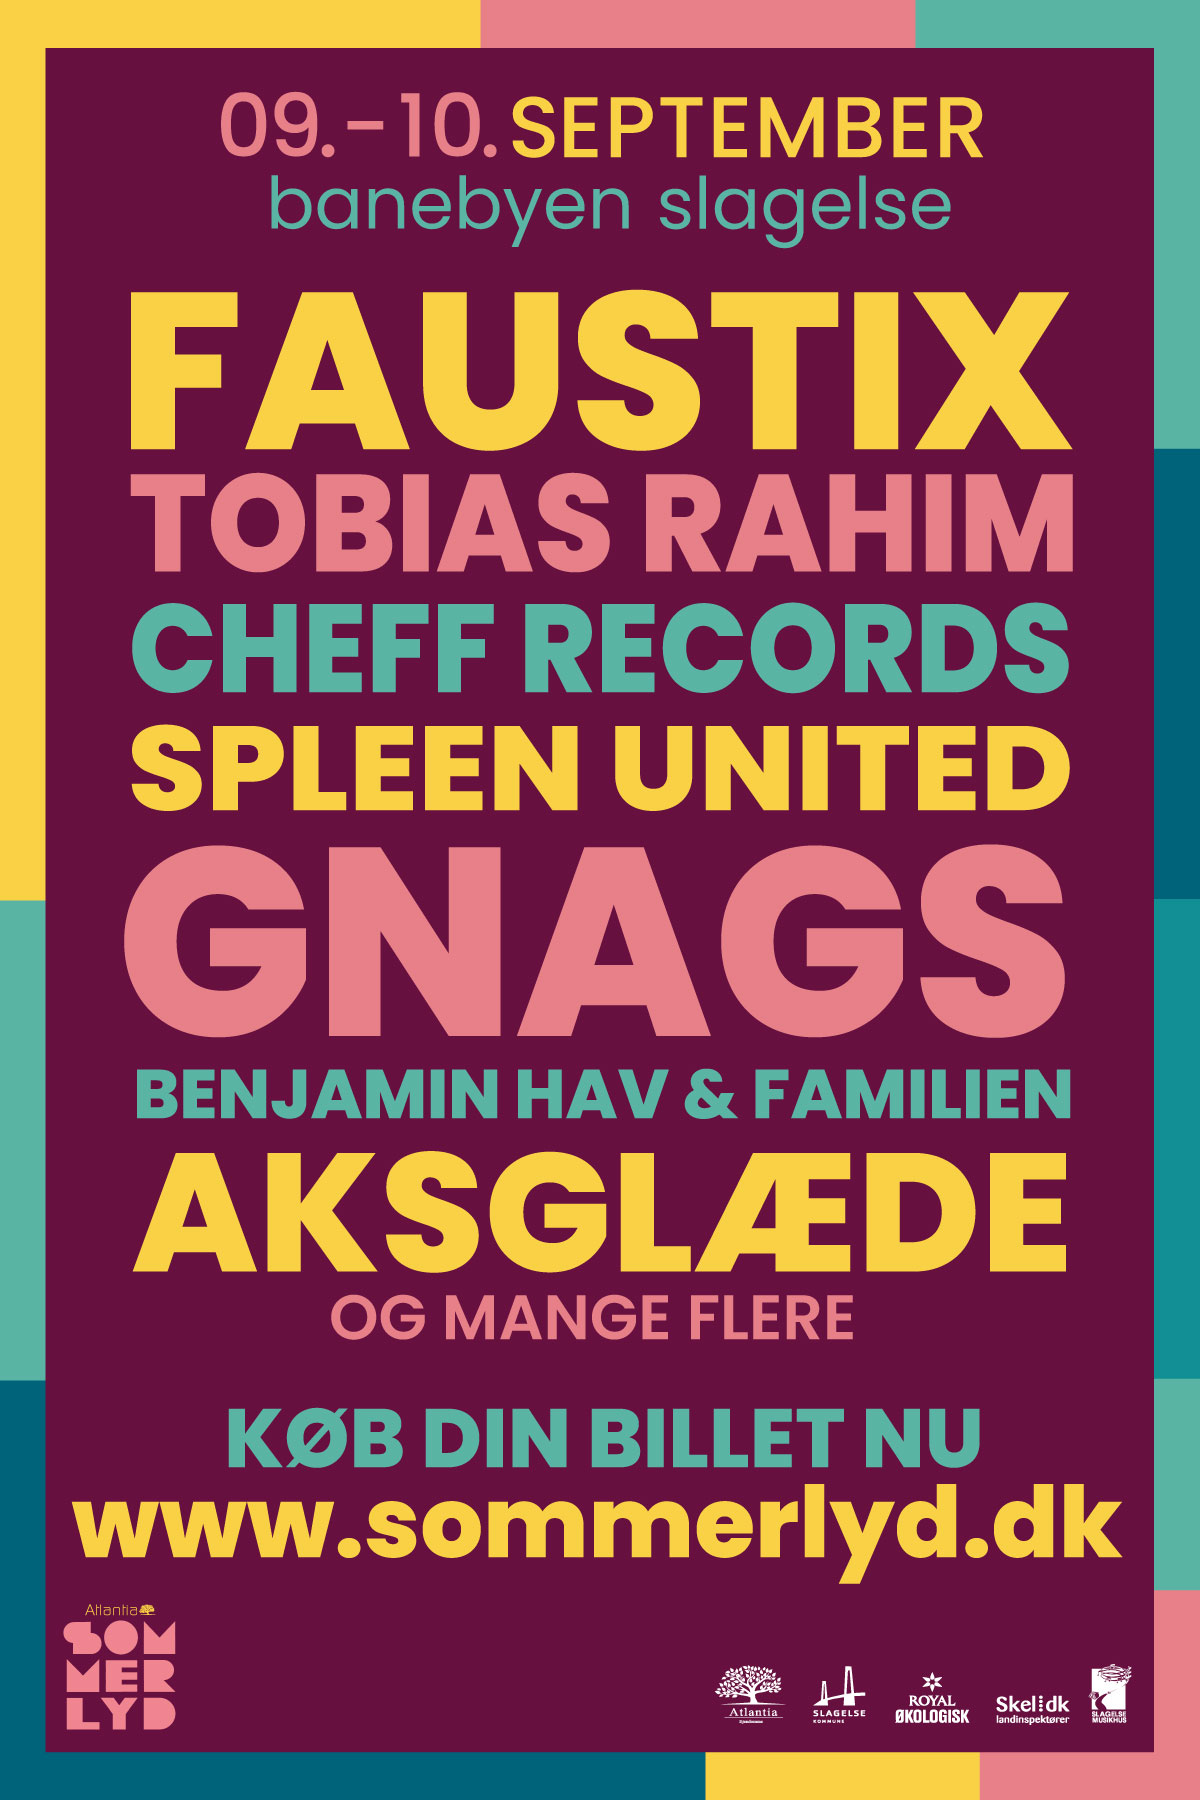 09.-10. SEPTEMBER
banebyen slagelse
FAUSTIX
TOBIAS RAHIM
CHEFF RECORDS
SPLEEN UNITED
GNAGS
BENJAMIN HAV & FAMILIEN
AKSGLÆDE
OG MANGE FLERE
KØB DIN BILLET NU
www.sommerlyd.dk
Atlantia
SOM
MER
LYD
Atlantia
SLAGELSE
KOMMUNE
ROYAL
ØKOLOGISK
Skel.dk
landinspektører
SLAGELSE
MUSIKHUS